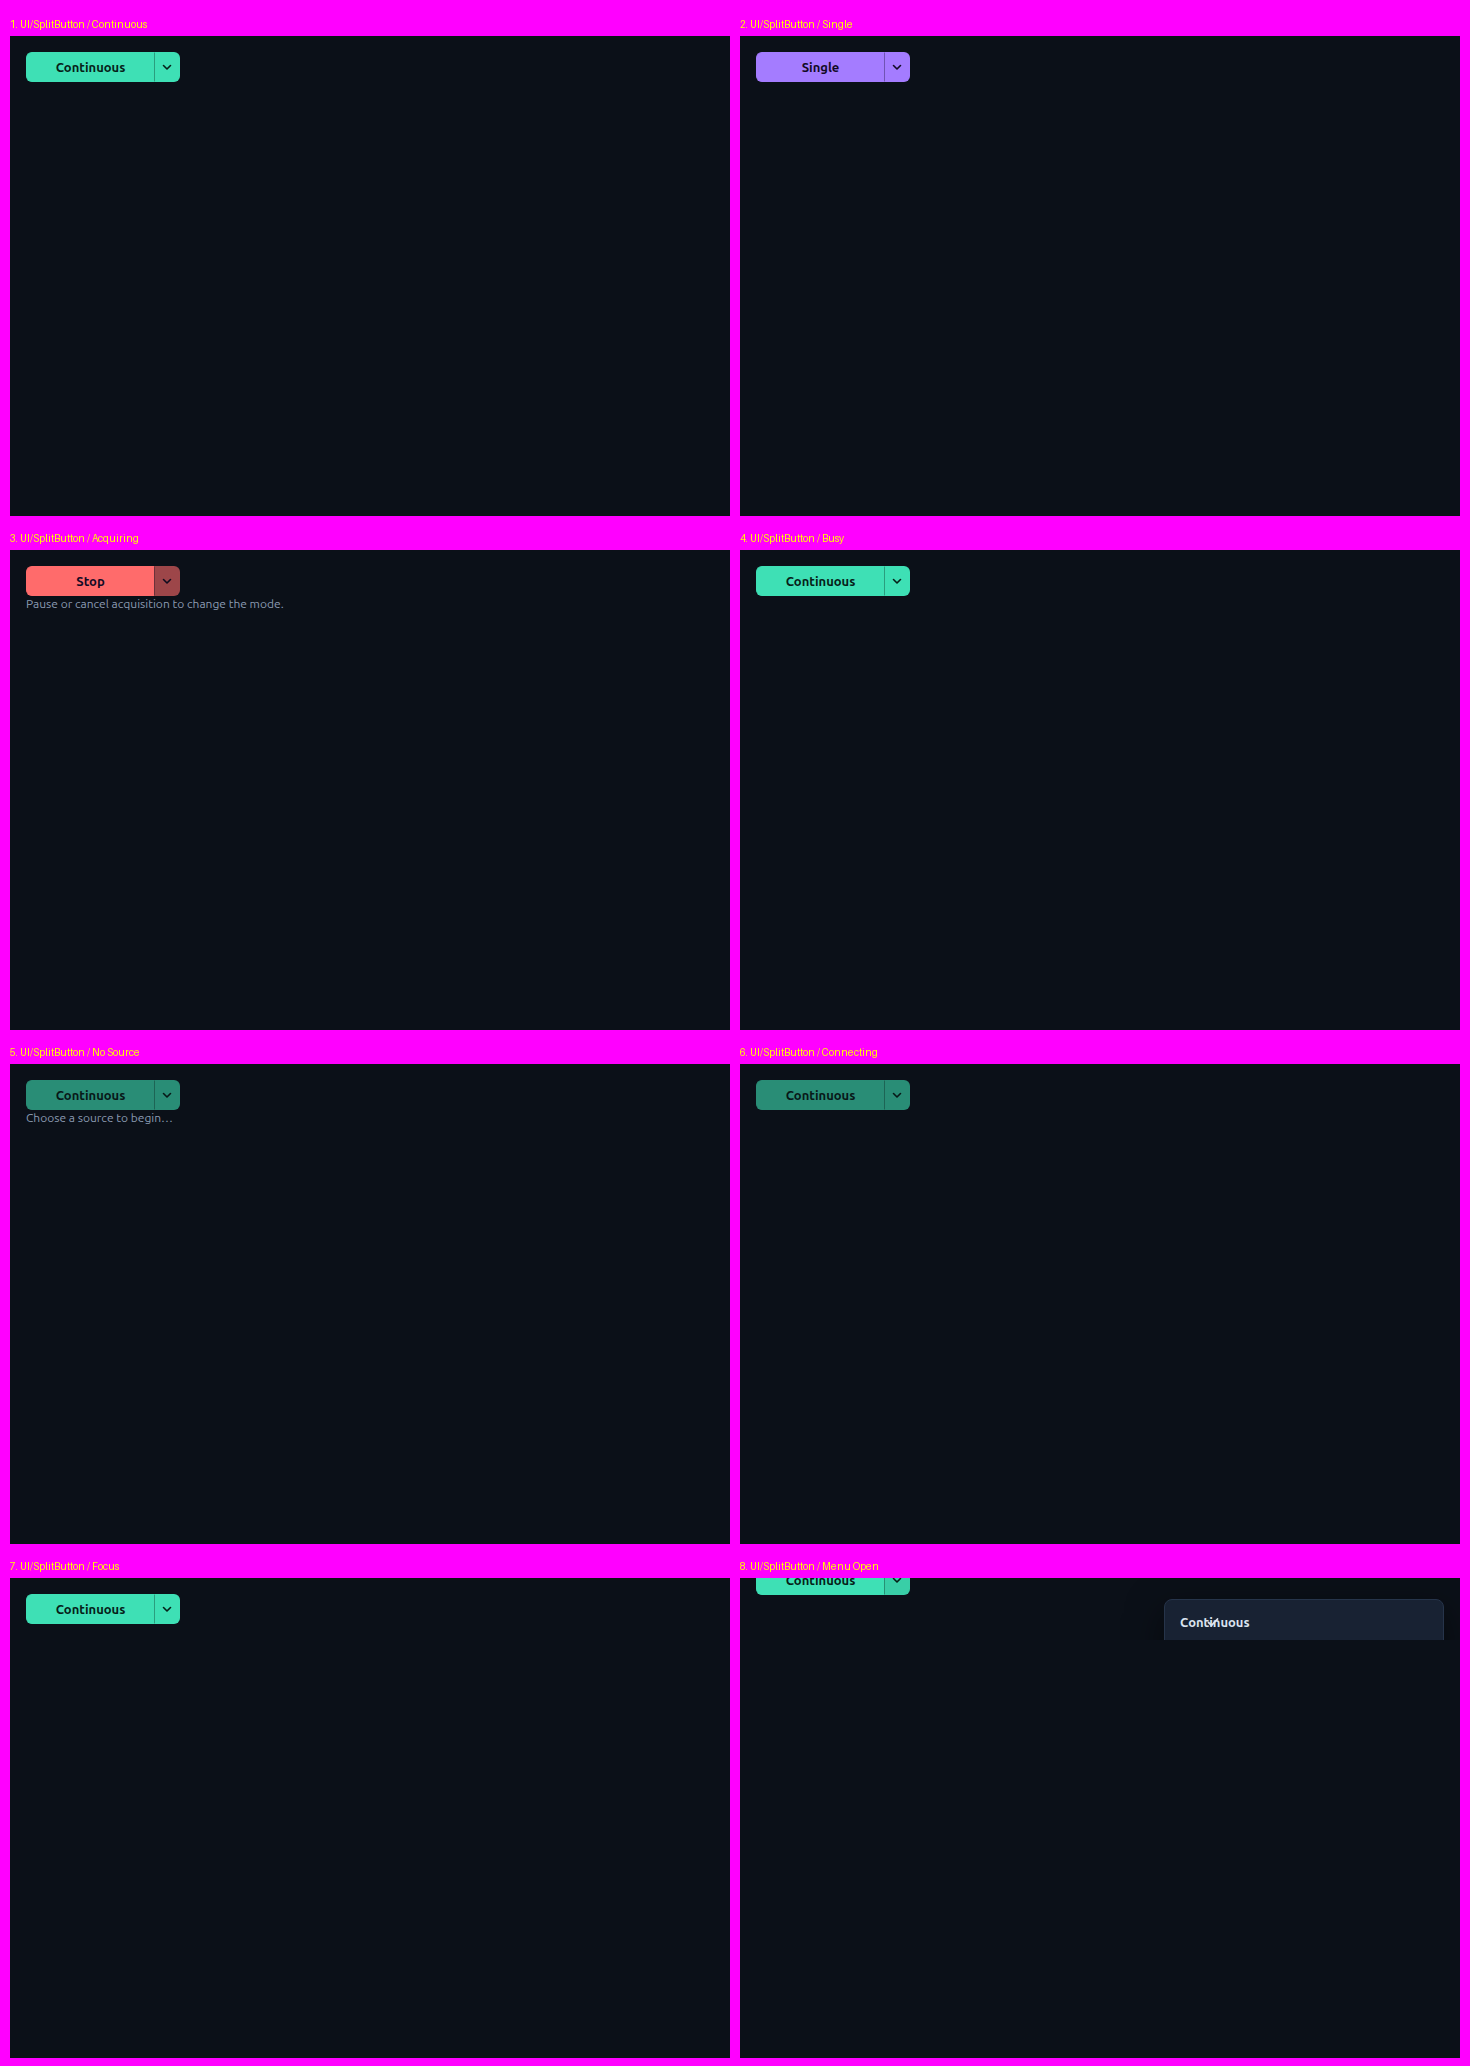 1. UI/SplitButton / Continuous
Continuous
2. UI/SplitButton / Single
Single
3. UI/SplitButton / Acquiring
Stop
Pause or cancel acquisition to change the mode.
4. UI/SplitButton / Busy
Continuous
5. UI/SplitButton / No Source
Continuous
Choose a source to begin…
6. UI/SplitButton / Connecting
Continuous
7. UI/SplitButton / Focus
Continuous
8. UI/SplitButton / Menu Open
Continuous
Continuous